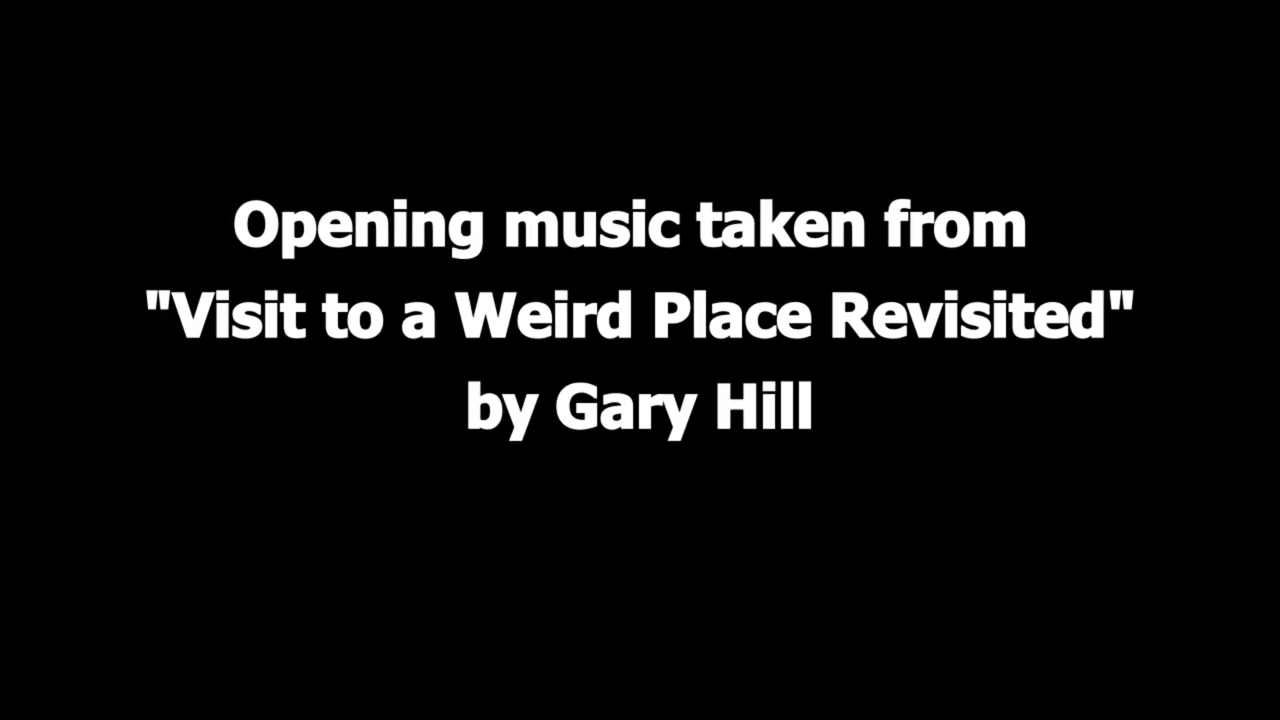 Opening music taken from
"Visit to a Weird Place Revisited"
by Gary Hill